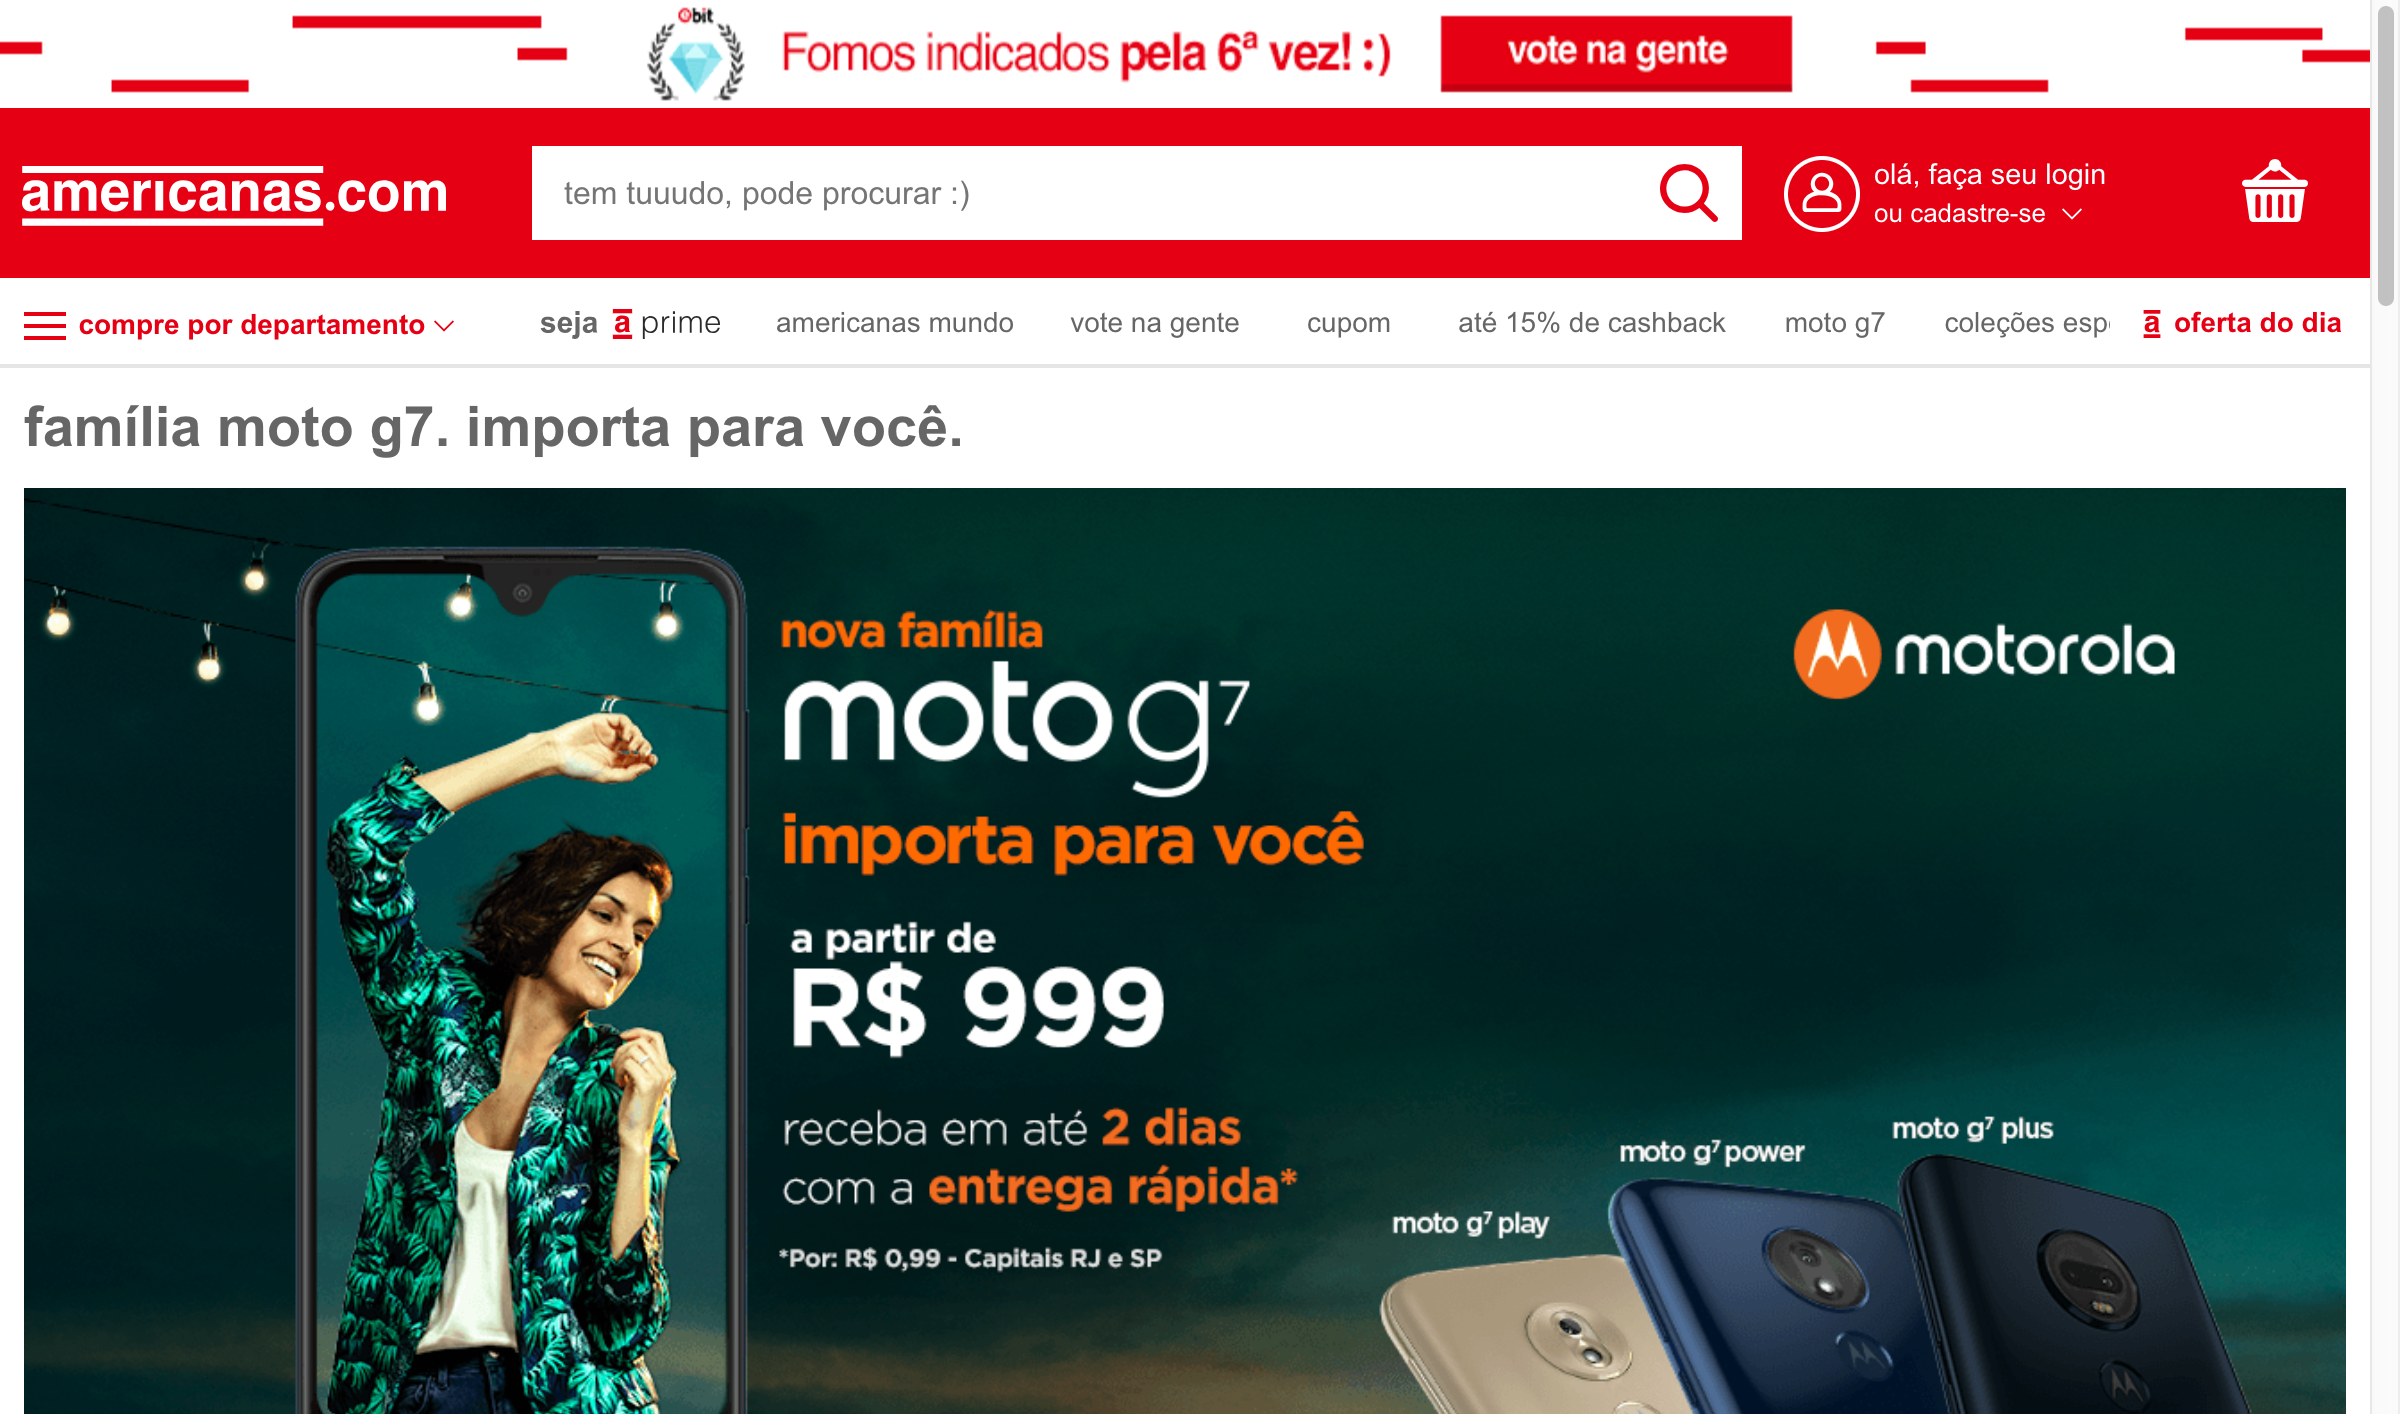 ebit
Fomos indicados pela 6ª vez! :)
vote na gente
americanas.com
tem tuuudo, pode procurar :)
olá, faça seu login
ou cadastre-se
compre por departamento
seja a prime
americanas mundo
vote na gente
cupom
até 15% de cashback
moto g7
coleções esp
a oferta do dia
família moto g7. importa para você.
nova família
moto g7
importa para você
a partir de
R$ 999
receba em até 2 dias
com a entrega rápida*
*Por: R$ 0,99 - Capitais RJ e SP
motorola
moto g7 plus
moto g7 power
moto g7 play